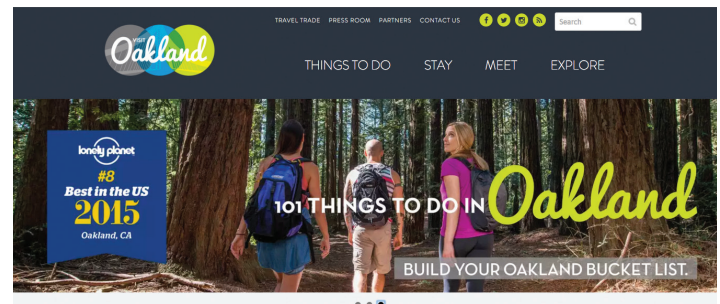 TRAVEL TRADE PRESS ROOM PARTNERS CONTACT US
Search
VISIT
Oakland
THINGS TO DO STAY MEET EXPLORE
lonely planet
#8
Best in the US
2015
Oakland, CA
101 THINGS TO DO IN Oakland
BUILD YOUR OAKLAND BUCKET LIST.